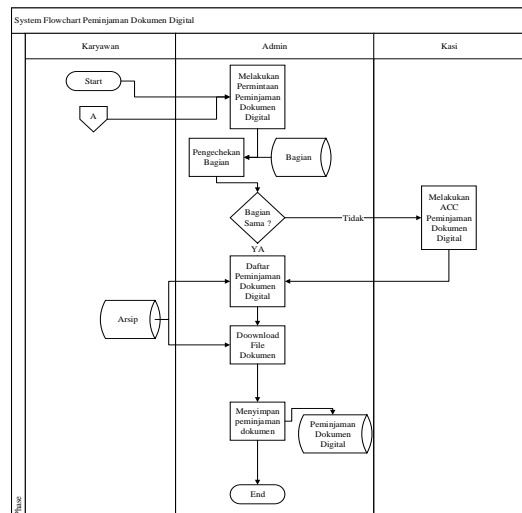 System Flowchart Peminjaman Dokumen Digital
Karyawan
Admin
Kasi
Start
Melakukan
Permintaan
Peminjaman
Dokumen
Digital
A
Pengechekan
Bagian
Bagian
Bagian
Sama ?
Tidak
Melakukan
ACC
Peminjaman
Dokumen
Digital
YA
Daftar
Peminjaman
Dokumen
Digital
Arsip
Doownload
File
Dokumen
Menyimpan
peminjaman
dokumen
Peminjaman
Dokumen
Digital
End
Phase